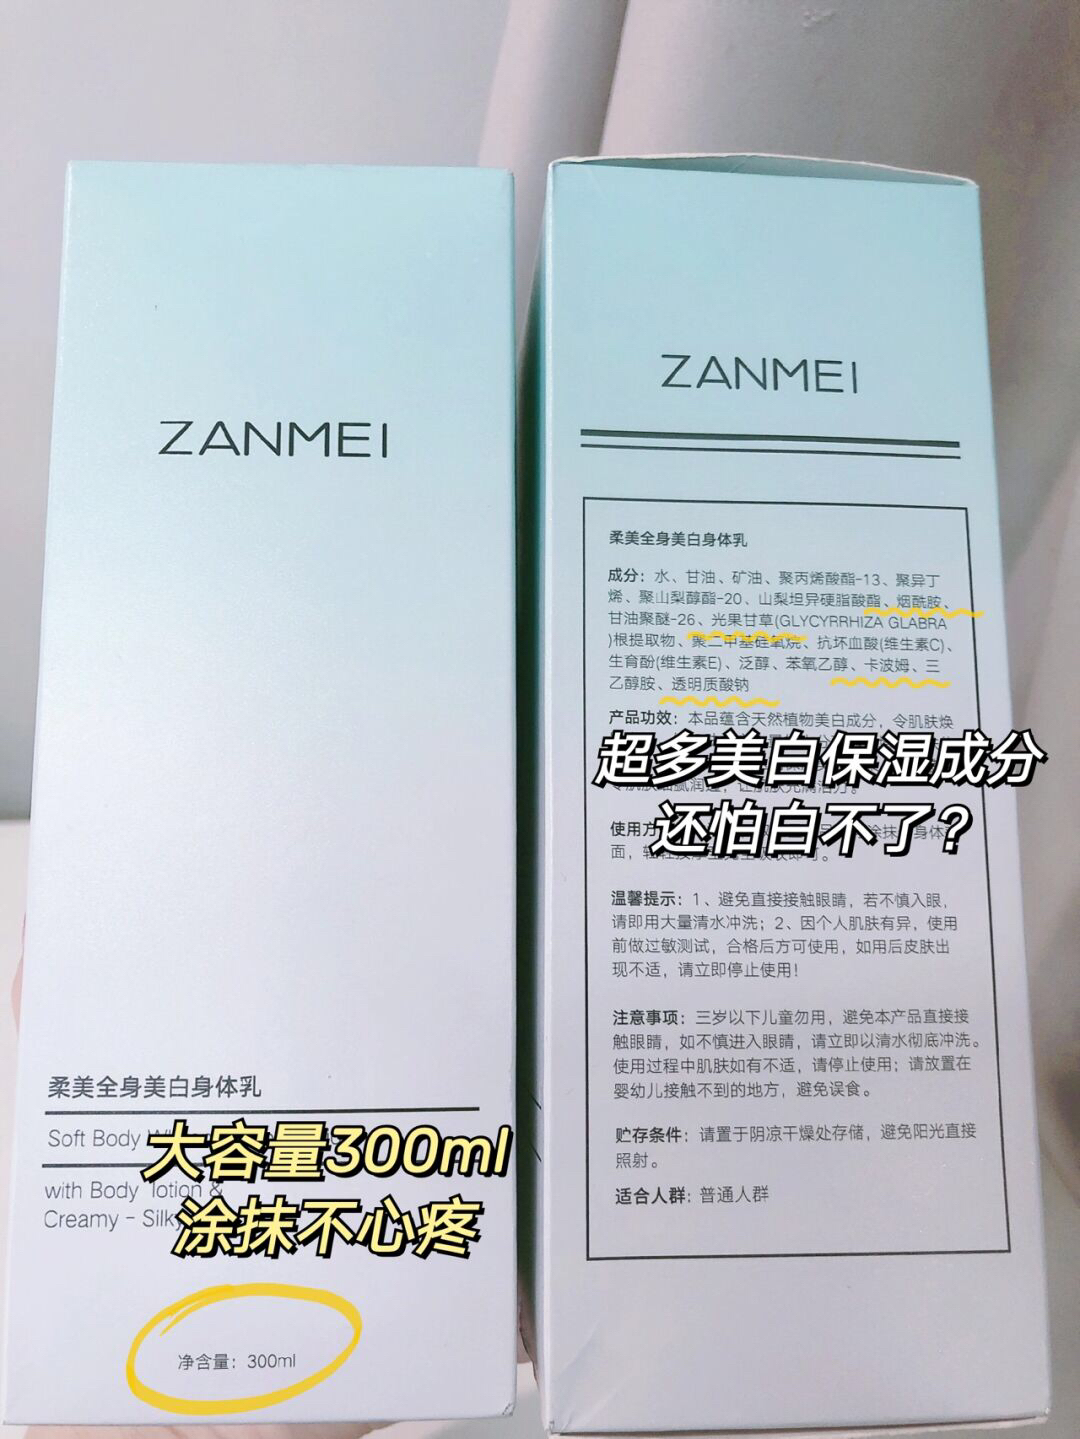 ZANMEI
柔美全身美白身体乳
Soft Body
大容量300ml
with Body lotion &
Creamy - Silky
涂抹不心疼
净含量：300ml
ZANMEI
柔美全身美白身体乳
成分：水、甘油、矿油、聚丙烯酸酯-13、聚异丁
烯、聚山梨醇酯-20、山梨坦异硬脂酸酯、烟酰胺、
甘油聚醚-26、光果甘草(GLYCYRRHIZA GLABRA
)根提取物、聚二甲基硅氧烷、抗坏血酸(维生素C)、
生育酚(维生素E)、泛醇、苯氧乙醇、卡波姆、三
乙醇胺、透明质酸钠
产品功效：本品蕴含天然植物美白成分，令肌肤焕
超多美白保湿成分
还怕白不了？
使用方
温馨提示：1、避免直接接触眼睛，若不慎入眼，
请即用大量清水冲洗；2、因个人肌肤有异，使用
前做过敏测试，合格后方可使用，如用后皮肤出
现不适，请立即停止使用！
注意事项：三岁以下儿童勿用，避免本产品直接接
触眼睛，如不慎进入眼睛，请立即以清水彻底冲洗。
使用过程中肌肤如有不适，请停止使用；请放置在
婴幼儿接触不到的地方，避免误食。
贮存条件：请置于阴凉干燥处存储，避免阳光直接
照射。
适合人群：普通人群